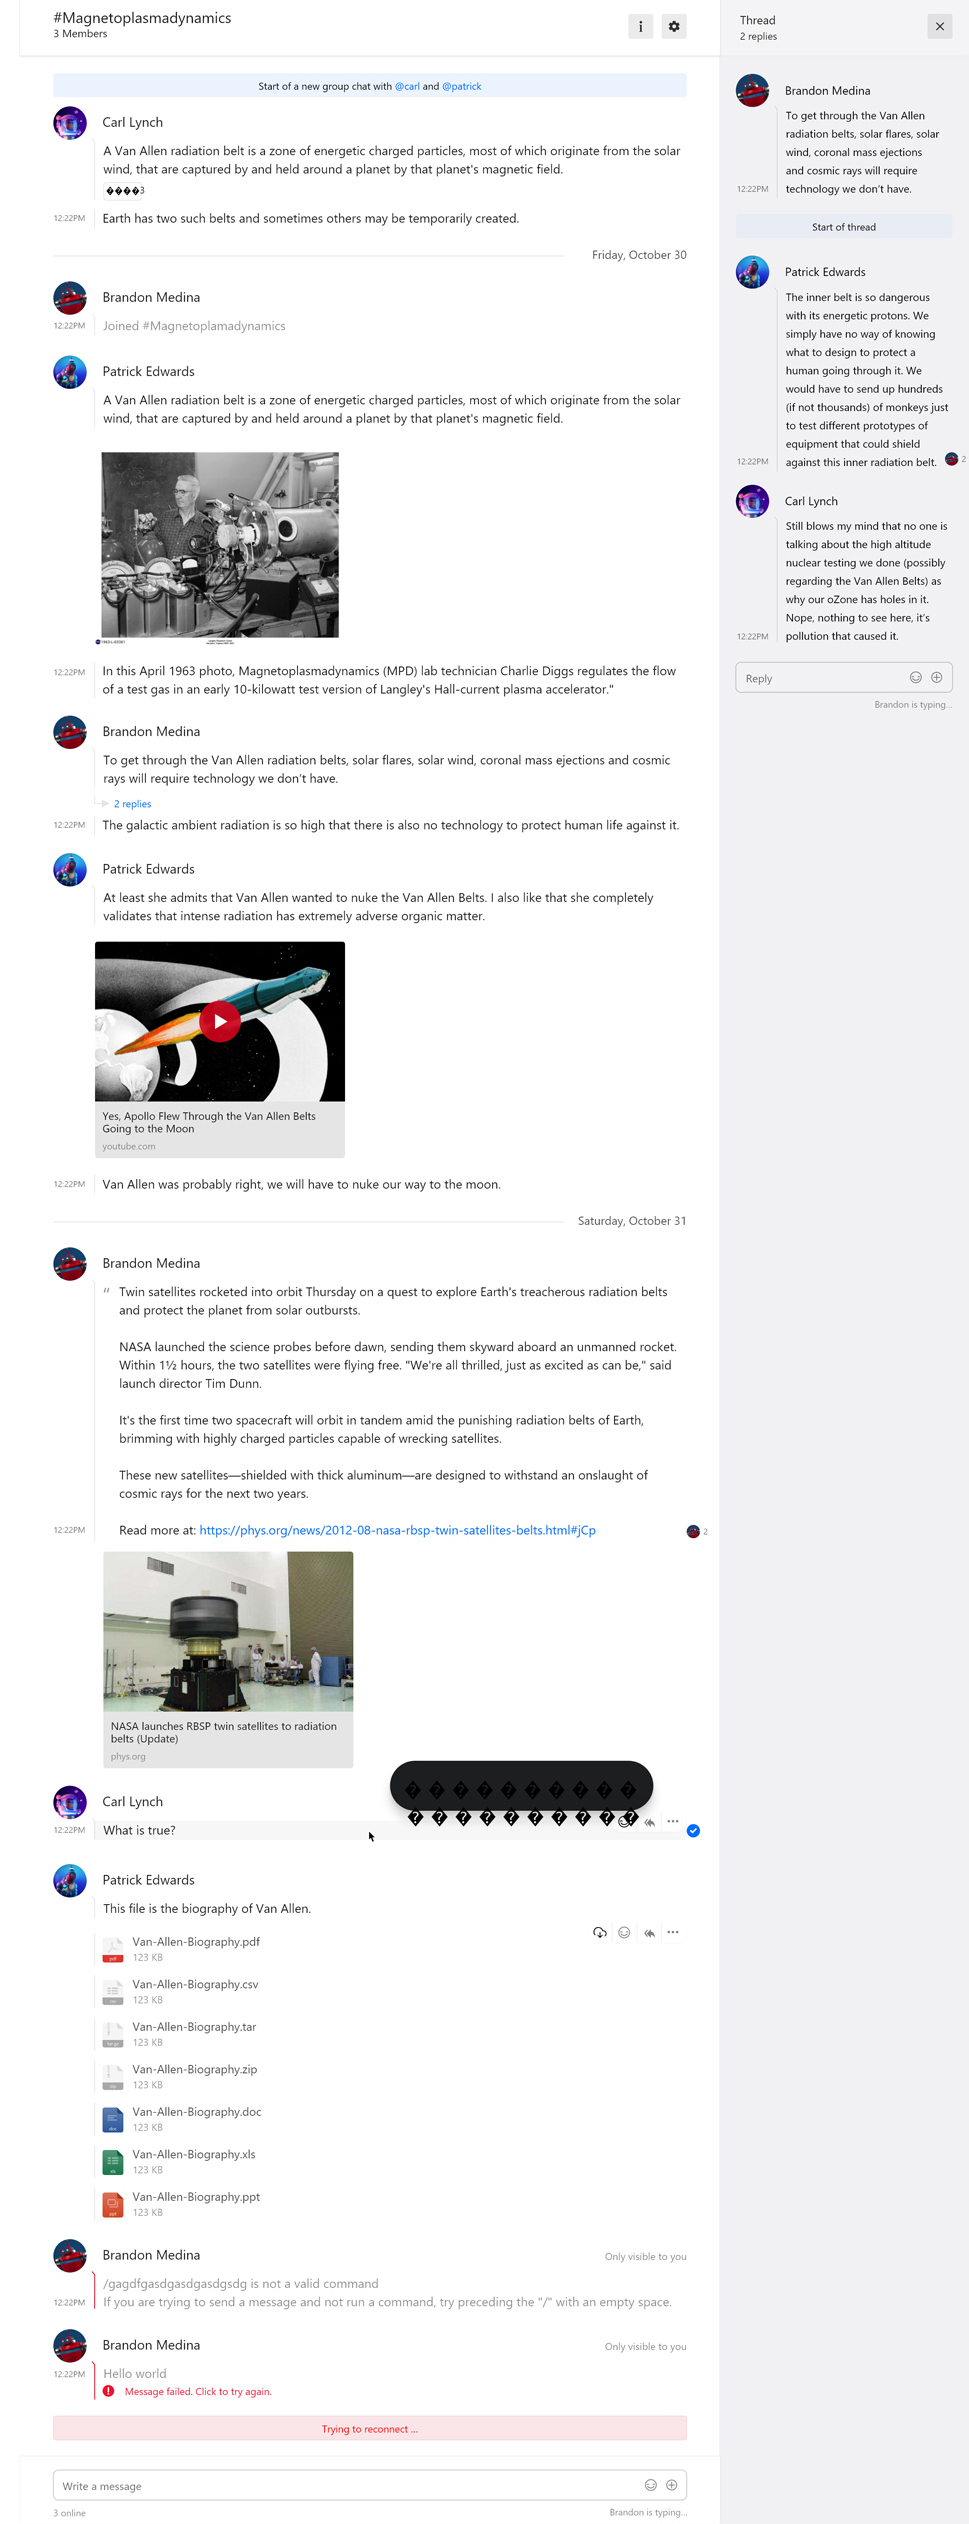 #Magnetoplasmadynamics
3 Members
Start of a new group chat with @carl and @patrick
Carl Lynch
A Van Allen radiation belt is a zone of energetic charged particles, most of which originate from the solar
wind, that are captured by and held around a planet by that planet's magnetic field.
����3
12:22PM Earth has two such belts and sometimes others may be temporarily created.
Friday, October 30
Brandon Medina
12:22PM Joined #Magnetoplamadynamics
Patrick Edwards
A Van Allen radiation belt is a zone of energetic charged particles, most of which originate from the solar
wind, that are captured by and held around a planet by that planet's magnetic field.
12:22PM In this April 1963 photo, Magnetoplasmadynamics (MPD) lab technician Charlie Diggs regulates the flow
of a test gas in an early 10-kilowatt test version of Langley's Hall-current plasma accelerator."
Brandon Medina
To get through the Van Allen radiation belts, solar flares, solar wind, coronal mass ejections and cosmic
rays will require technology we don't have.
2 replies
12:22PM The galactic ambient radiation is so high that there is also no technology to protect human life against it.
Patrick Edwards
At least she admits that Van Allen wanted to nuke the Van Allen Belts. I also like that she completely
validates that intense radiation has extremely adverse organic matter.
Yes, Apollo Flew Through the Van Allen Belts
Going to the Moon
youtube.com
12:22PM Van Allen was probably right, we will have to nuke our way to the moon.
Saturday, October 31
Brandon Medina
“ Twin satellites rocketed into orbit Thursday on a quest to explore Earth's treacherous radiation belts
and protect the planet from solar outbursts.
NASA launched the science probes before dawn, sending them skyward aboard an unmanned rocket.
Within 1½ hours, the two satellites were flying free. "We're all thrilled, just as excited as can be," said
launch director Tim Dunn.
It's the first time two spacecraft will orbit in tandem amid the punishing radiation belts of Earth,
brimming with highly charged particles capable of wrecking satellites.
These new satellites—shielded with thick aluminum—are designed to withstand an onslaught of
cosmic rays for the next two years.
12:22PM Read more at: https://phys.org/news/2012-08-nasa-rbsp-twin-satellites-belts.html#jCp 2
NASA launches RBSP twin satellites to radiation
belts (Update)
phys.org
Carl Lynch
12:22PM What is true?
Patrick Edwards
This file is the biography of Van Allen.
Van-Allen-Biography.pdf
123 KB
Van-Allen-Biography.csv
123 KB
Van-Allen-Biography.tar
123 KB
Van-Allen-Biography.zip
123 KB
Van-Allen-Biography.doc
123 KB
Van-Allen-Biography.xls
123 KB
Van-Allen-Biography.ppt
123 KB
Brandon Medina Only visible to you
/gagdfgasdgasdgasdgsdg is not a valid command
12:22PM If you are trying to send a message and not run a command, try preceding the "/" with an empty space.
Brandon Medina Only visible to you
12:22PM Hello world
Message failed. Click to try again.
Trying to reconnect ...
Write a message
3 online Brandon is typing...
Thread
2 replies
Brandon Medina
To get through the Van Allen
radiation belts, solar flares, solar
wind, coronal mass ejections
and cosmic rays will require
12:22PM technology we don't have.
Start of thread
Patrick Edwards
The inner belt is so dangerous
with its energetic protons. We
simply have no way of knowing
what to design to protect a
human going through it. We
would have to send up hundreds
(if not thousands) of monkeys just
to test different prototypes of
equipment that could shield
12:22PM against this inner radiation belt. 2
Carl Lynch
Still blows my mind that no one is
talking about the high altitude
nuclear testing we done (possibly
regarding the Van Allen Belts) as
why our oZone has holes in it.
Nope, nothing to see here, it's
12:22PM pollution that caused it.
Reply
Brandon is typing...